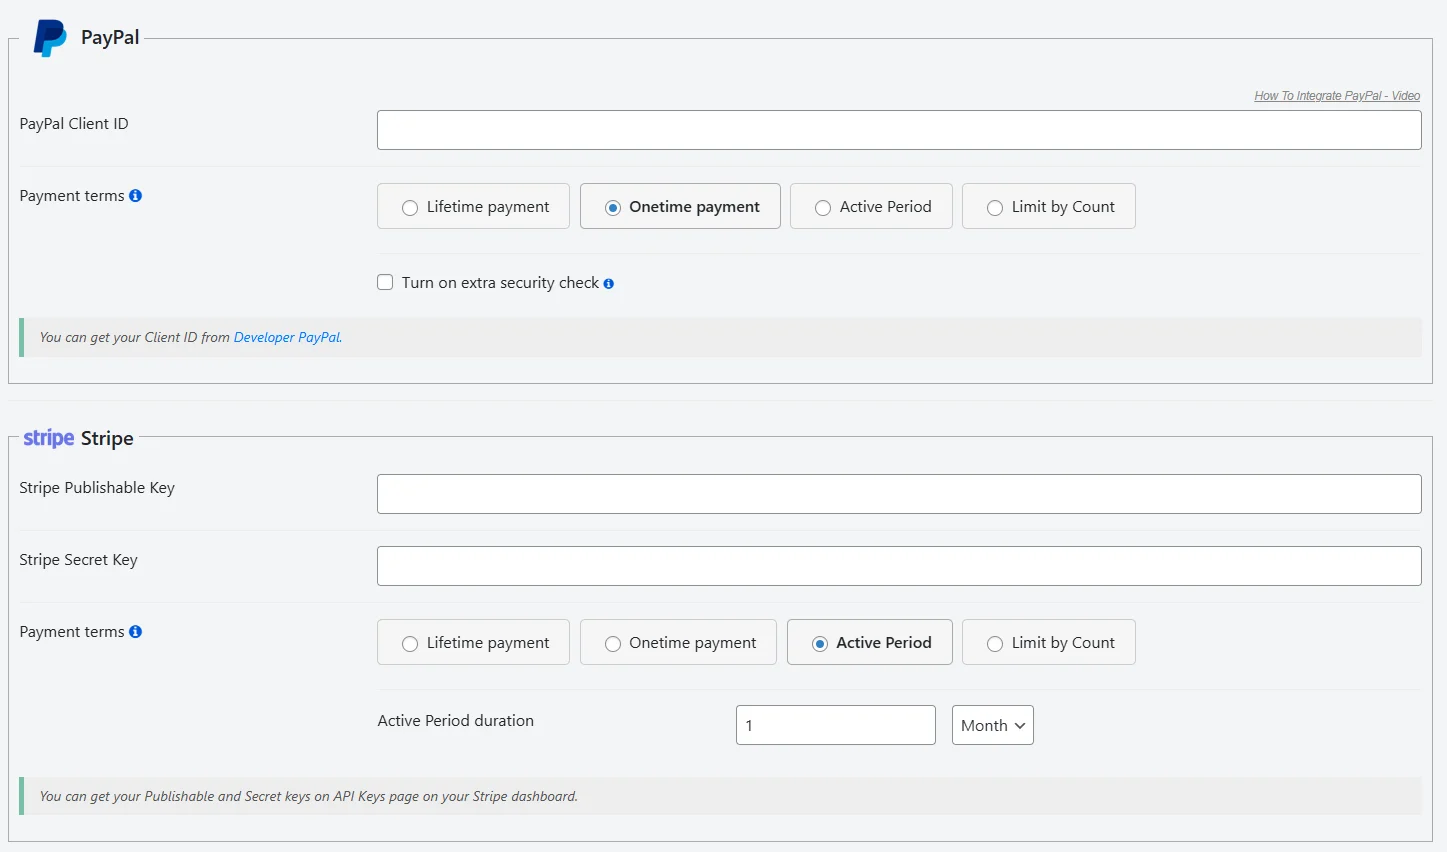 PayPal
How To Integrate PayPal - Video
PayPal Client ID
Payment terms
Lifetime payment
Onetime payment
Active Period
Limit by Count
Turn on extra security check
You can get your Client ID from Developer PayPal.
stripe Stripe
Stripe Publishable Key
Stripe Secret Key
Payment terms
Lifetime payment
Onetime payment
Active Period
Limit by Count
Active Period duration
1
Month
You can get your Publishable and Secret keys on API Keys page on your Stripe dashboard.